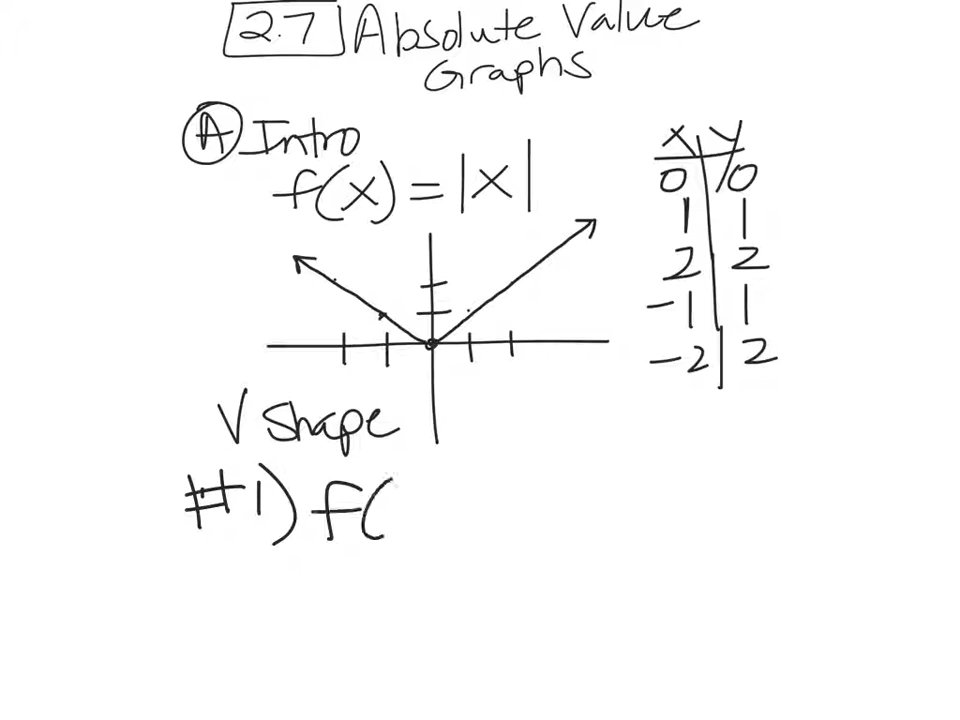 2.7 Absolute Value
Graphs
A Intro
f(x) = |x|
x y
0 0
1 1
2 2
-1 1
-2 2
V shape
#1) f(